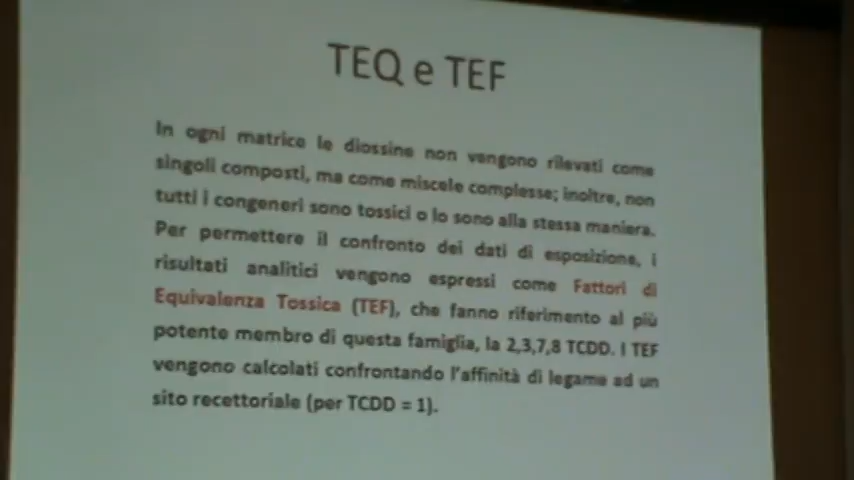 TEQ e TEF
In ogni matrice le diossine non vengono rilevati come
singoli composti, ma come miscele complesse; inoltre, non
tutti i congeneri sono tossici o lo sono alla stessa maniera.
Per permettere il confronto dei dati di esposizione, i
risultati analitici vengono espressi come Fattori di
Equivalenza Tossica (TEF), che fanno riferimento al più
potente membro di questa famiglia, la 2,3,7,8 TCDD. I TEF
vengono calcolati confrontando l'affinità di legame ad un
sito recettoriale (per TCDD = 1).